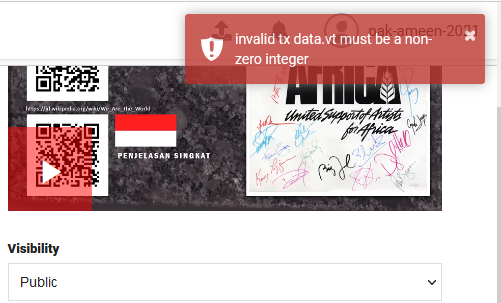 pak-ameen-2021
invalid tx data.vt must be a non-
zero integer
https://id.wikipedia.org/wiki/We_Are_The_World
PENJELASAN SINGKAT
AFRICA
United Support of Artists
for Africa
Visibility
Public